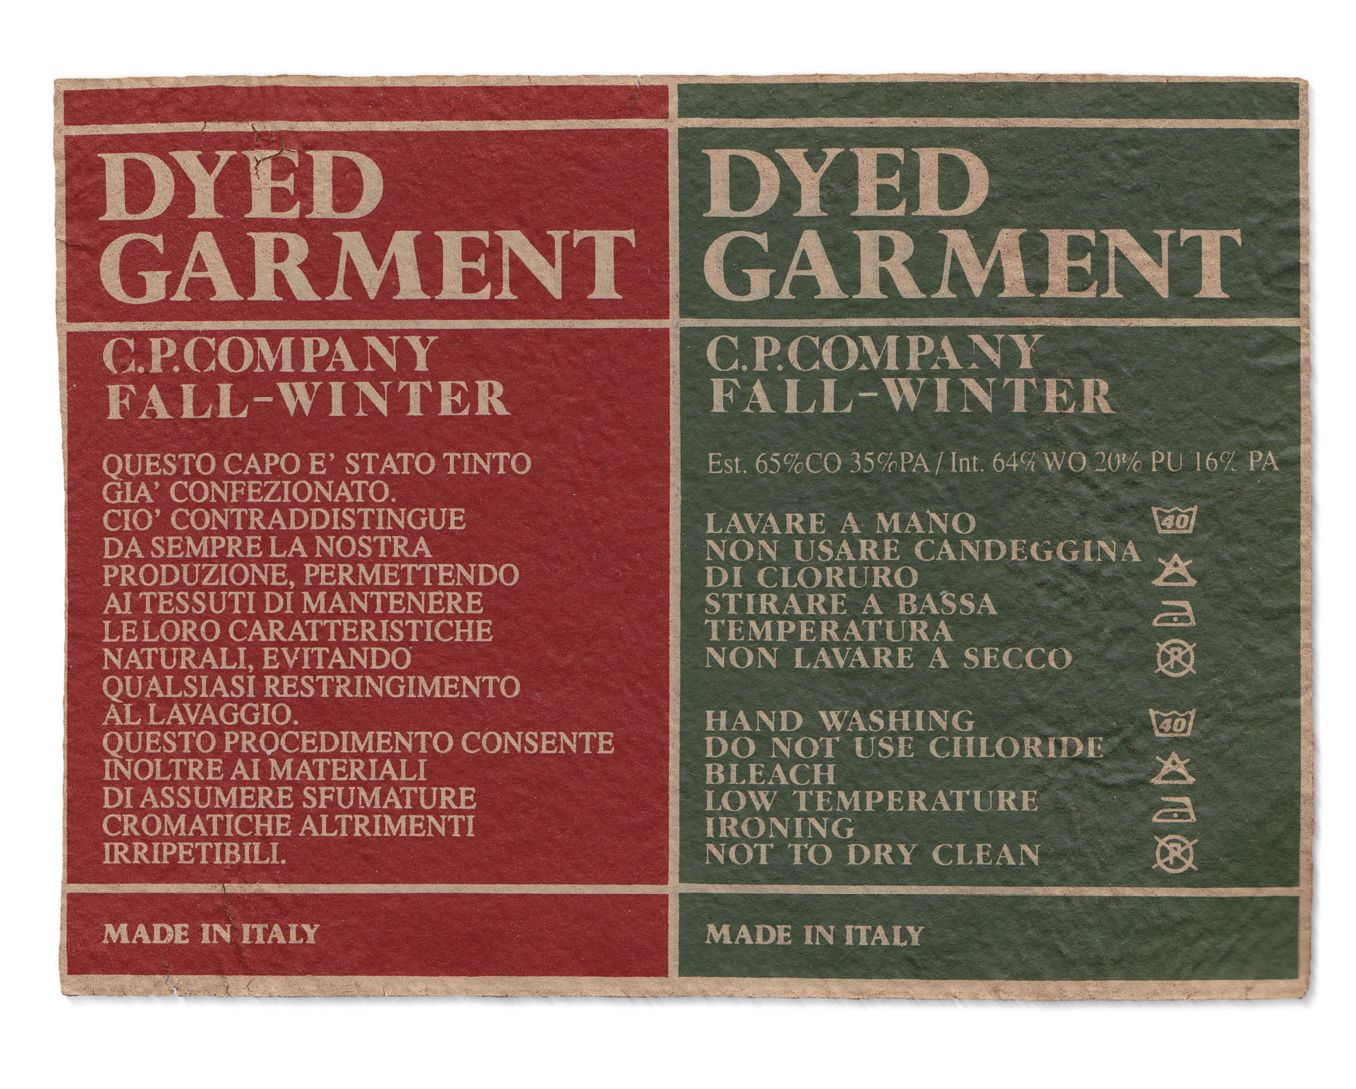 DYED
GARMENT
C.P.COMPANY
FALL-WINTER
QUESTO CAPO E' STATO TINTO
GIA' CONFEZIONATO.
CIO' CONTRADDISTINGUE
DA SEMPRE LA NOSTRA
PRODUZIONE, PERMETTENDO
AI TESSUTI DI MANTENERE
LE LORO CARATTERISTICHE
NATURALI, EVITANDO
QUALSIASI RESTRINGIMENTO
AL LAVAGGIO.
QUESTO PROCEDIMENTO CONSENTE
INOLTRE AI MATERIALI
DI ASSUMERE SFUMATURE
CROMATICHE ALTRIMENTI
IRRIPETIBILI.
MADE IN ITALY
DYED
GARMENT
C.P.COMPANY
FALL-WINTER
Est. 65%CO 35%PA / Int. 64% WO 20% PU 16% PA
LAVARE A MANO 40
NON USARE CANDEGGINA
DI CLORURO
STIRARE A BASSA
TEMPERATURA
NON LAVARE A SECCO P
HAND WASHING 40
DO NOT USE CHLORIDE
BLEACH
LOW TEMPERATURE
IRONING
NOT TO DRY CLEAN P
MADE IN ITALY